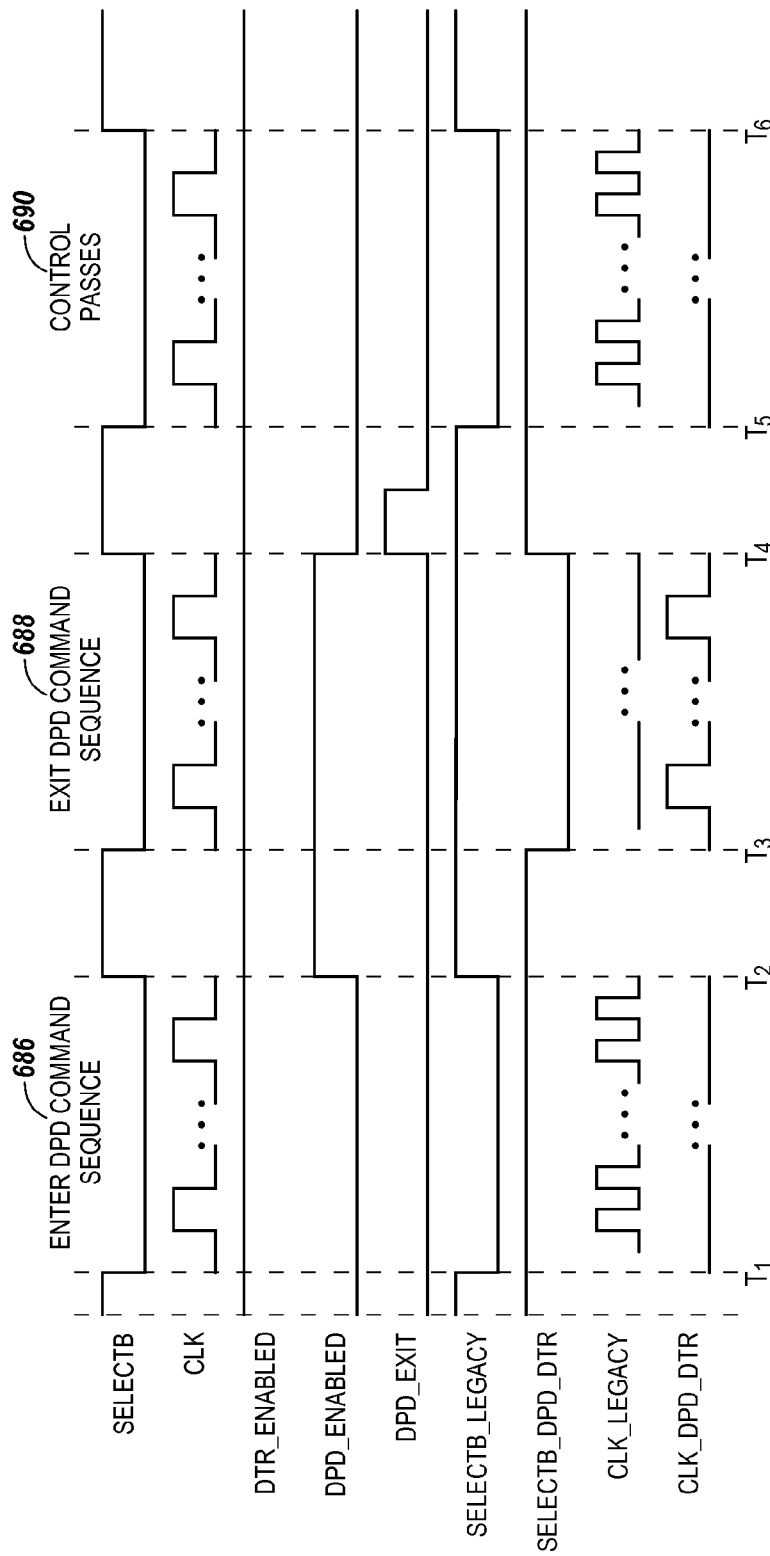 686
ENTER DPD COMMAND
SEQUENCE
688
EXIT DPD COMMAND
SEQUENCE
690
CONTROL
PASSES
SELECTB
CLK
DTR_ENABLED
DPD_ENABLED
DPD_EXIT
SELECTB_LEGACY
SELECTB_DPD_DTR
CLK_LEGACY
CLK_DPD_DTR
T1
T2
T3
T4
T5
T6